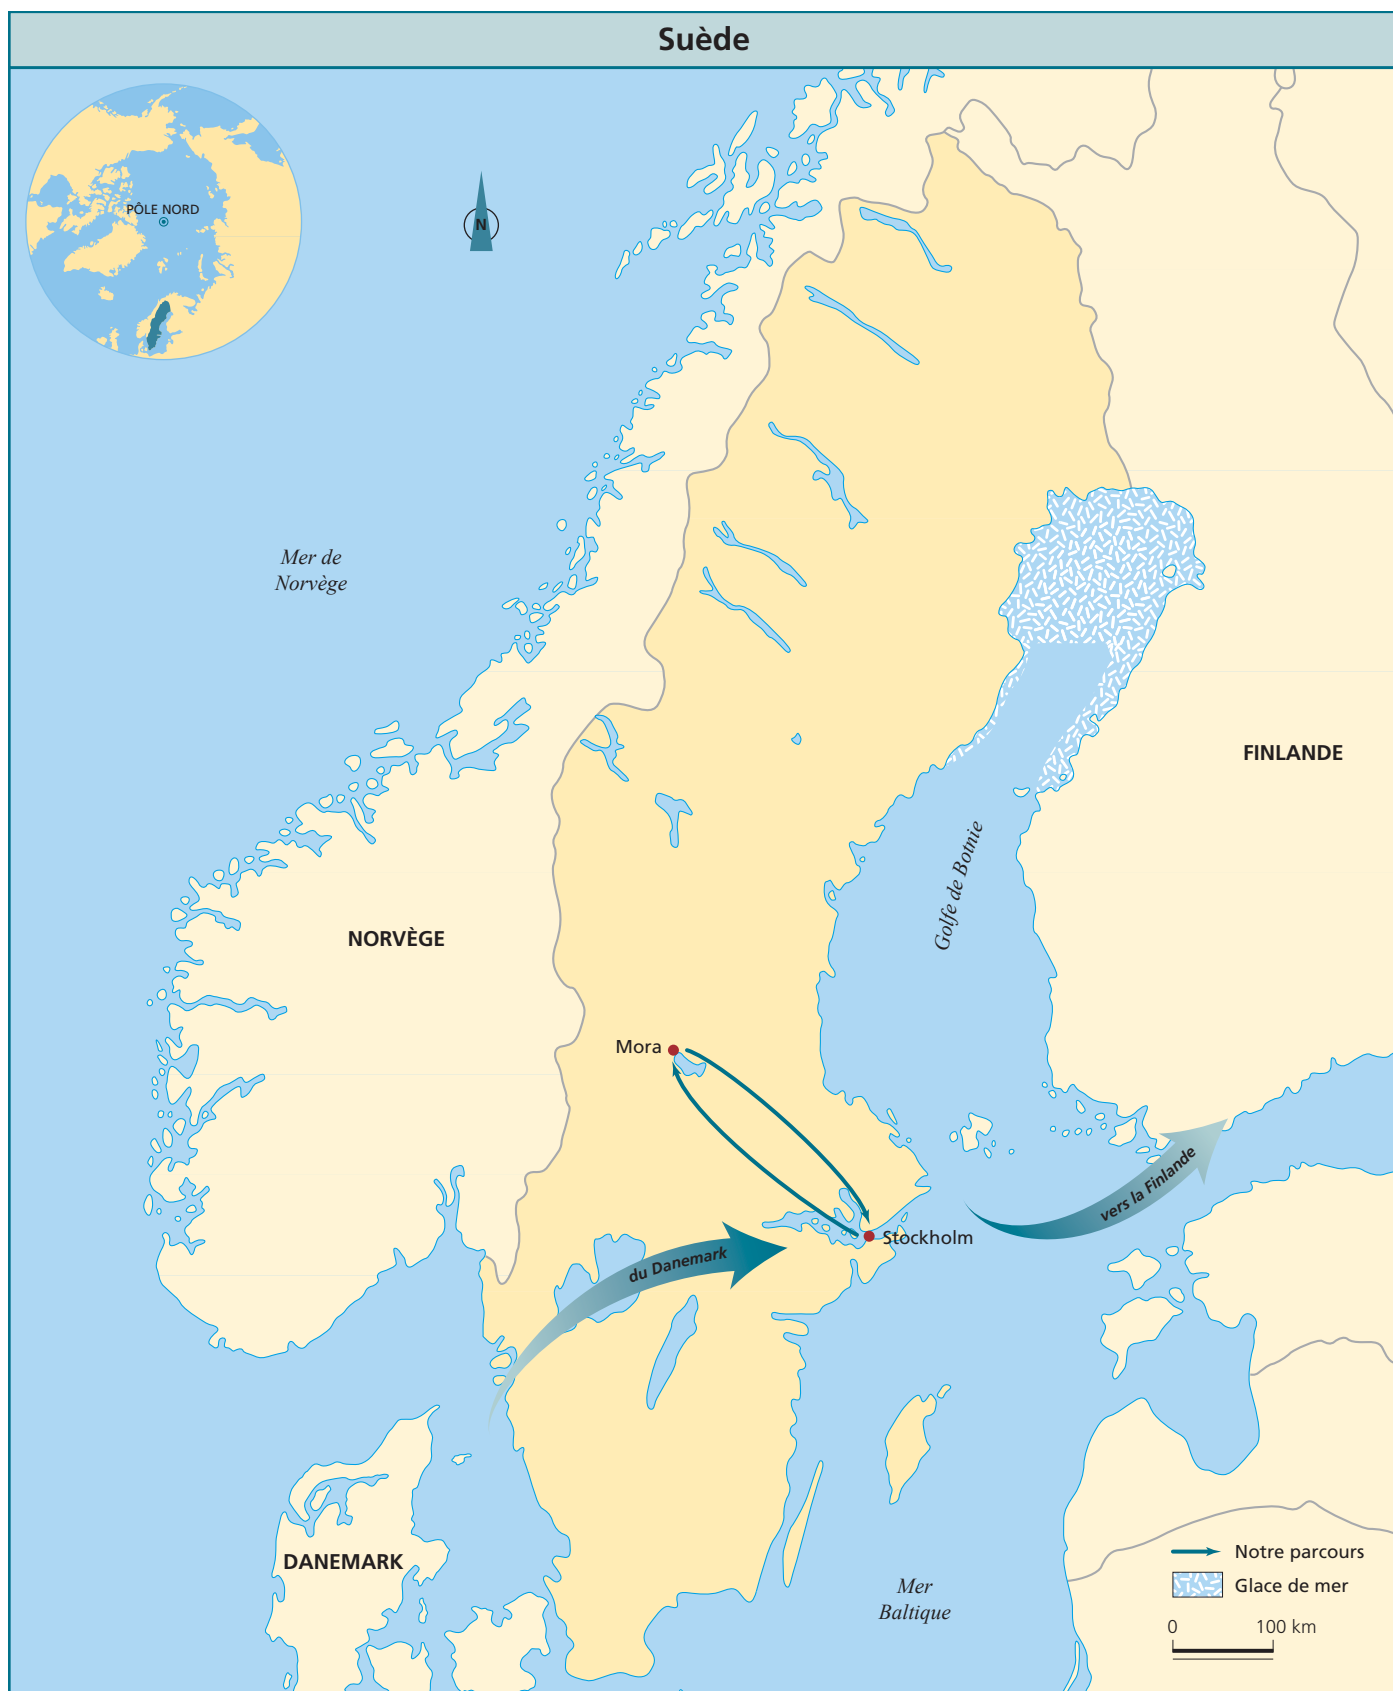 Suède
PÔLE NORD
N
Mer de
Norvège
FINLANDE
Golfe de Botnie
NORVÈGE
Mora
vers la Finlande
Stockholm
du Danemark
DANEMARK
Notre parcours
Glace de mer
Mer
Baltique
0 100 km